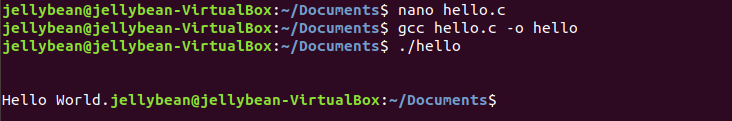 jellybean@jellybean-VirtualBox:~/Documents$ nano hello.c
jellybean@jellybean-VirtualBox:~/Documents$ gcc hello.c -o hello
jellybean@jellybean-VirtualBox:~/Documents$ ./hello
Hello World.jellybean@jellybean-VirtualBox:~/Documents$